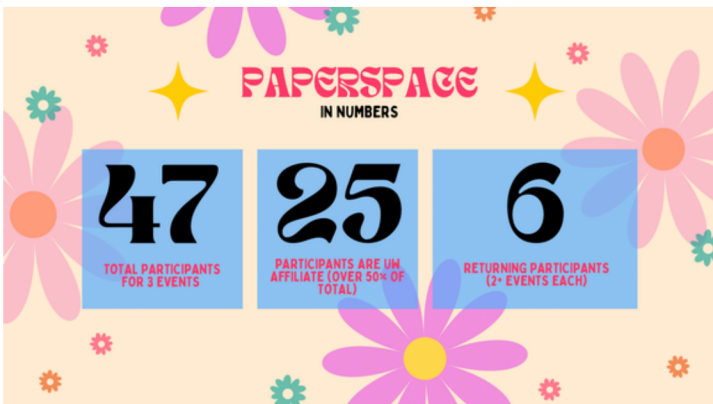 PAPERSPACE
IN NUMBERS
47
TOTAL PARTICIPANTS
FOR 3 EVENTS
25
PARTICIPANTS ARE UW
AFFILIATE (OVER 50% OF
TOTAL)
6
RETURNING PARTICIPANTS
(2+ EVENTS EACH)